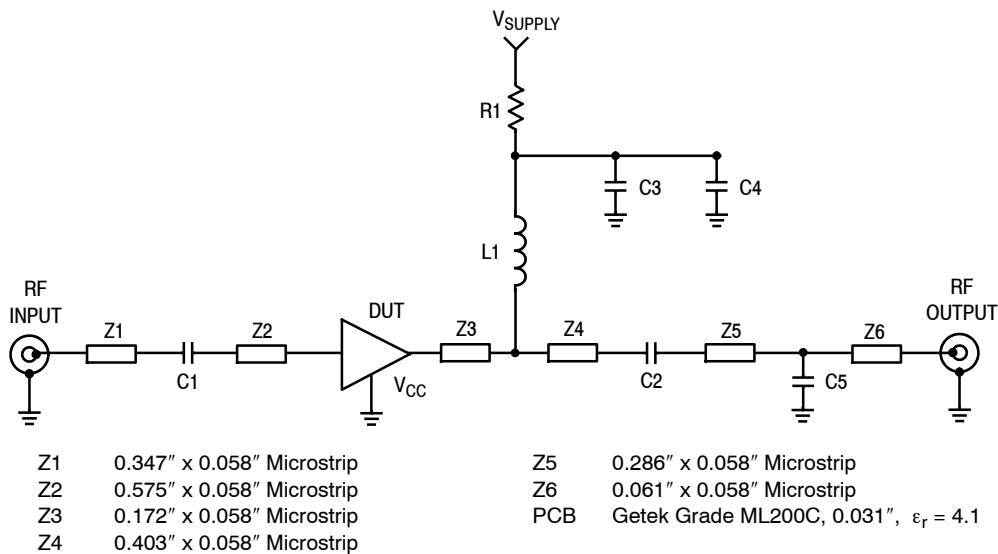 V_SUPPLY
R1
C3
C4
L1
RF
INPUT
Z1
C1
Z2
DUT
V_CC
Z3
Z4
C2
Z5
C5
Z6
RF
OUTPUT
Z1 0.347″ x 0.058″ Microstrip
Z2 0.575″ x 0.058″ Microstrip
Z3 0.172″ x 0.058″ Microstrip
Z4 0.403″ x 0.058″ Microstrip
Z5 0.286″ x 0.058″ Microstrip
Z6 0.061″ x 0.058″ Microstrip
PCB Getek Grade ML200C, 0.031″, ε_r = 4.1